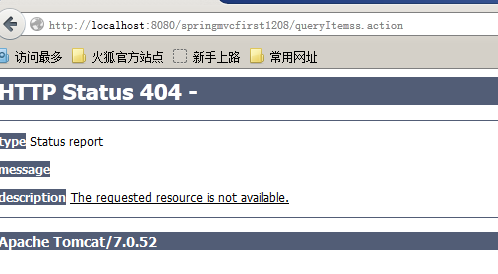 http://localhost:8080/springmvcfirst1208/queryItemss.action
访问最多 火狐官方站点 新手上路 常用网址
HTTP Status 404 -
type Status report
message
description The requested resource is not available.
Apache Tomcat/7.0.52